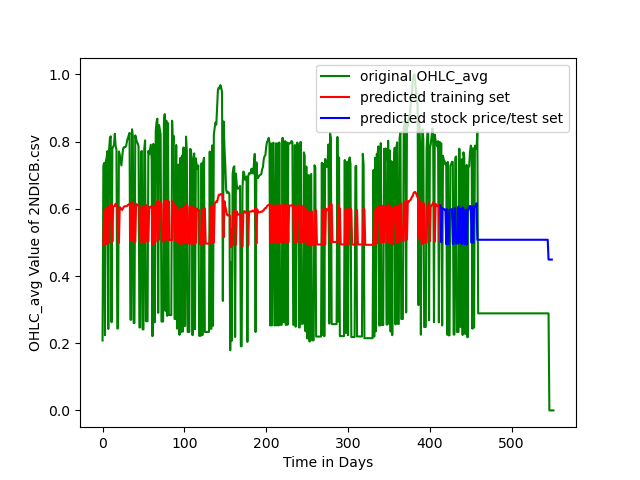 original OHLC_avg
predicted training set
predicted stock price/test set
1.0
0.8
0.6
0.4
0.2
0.0
OHLC_avg Value of 2NDICB.csv
0
100
200
300
400
500
Time in Days